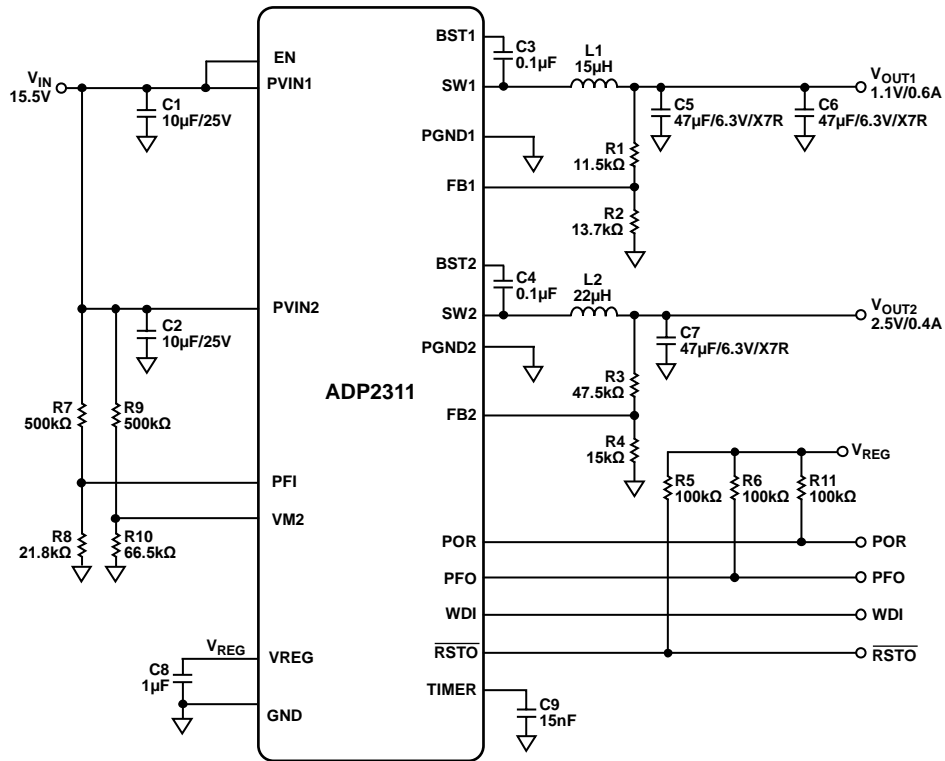 BST1
C3
0.1µF
L1
15µH
EN
VIN
15.5V
PVIN1
SW1
VOUT1
1.1V/0.6A
C1
10µF/25V
C5
47µF/6.3V/X7R
C6
47µF/6.3V/X7R
PGND1
R1
11.5kΩ
FB1
R2
13.7kΩ
BST2
C4
0.1µF
L2
22µH
PVIN2
SW2
VOUT2
2.5V/0.4A
C2
10µF/25V
C7
47µF/6.3V/X7R
PGND2
ADP2311
R3
47.5kΩ
R7
500kΩ
R9
500kΩ
FB2
R4
15kΩ
VREG
PFI
R5
100kΩ
R6
100kΩ
R11
100kΩ
VM2
R8
21.8kΩ
R10
66.5kΩ
POR
POR
PFO
PFO
WDI
WDI
RSTO
RSTO
VREG
VREG
C8
1µF
TIMER
GND
C9
15nF